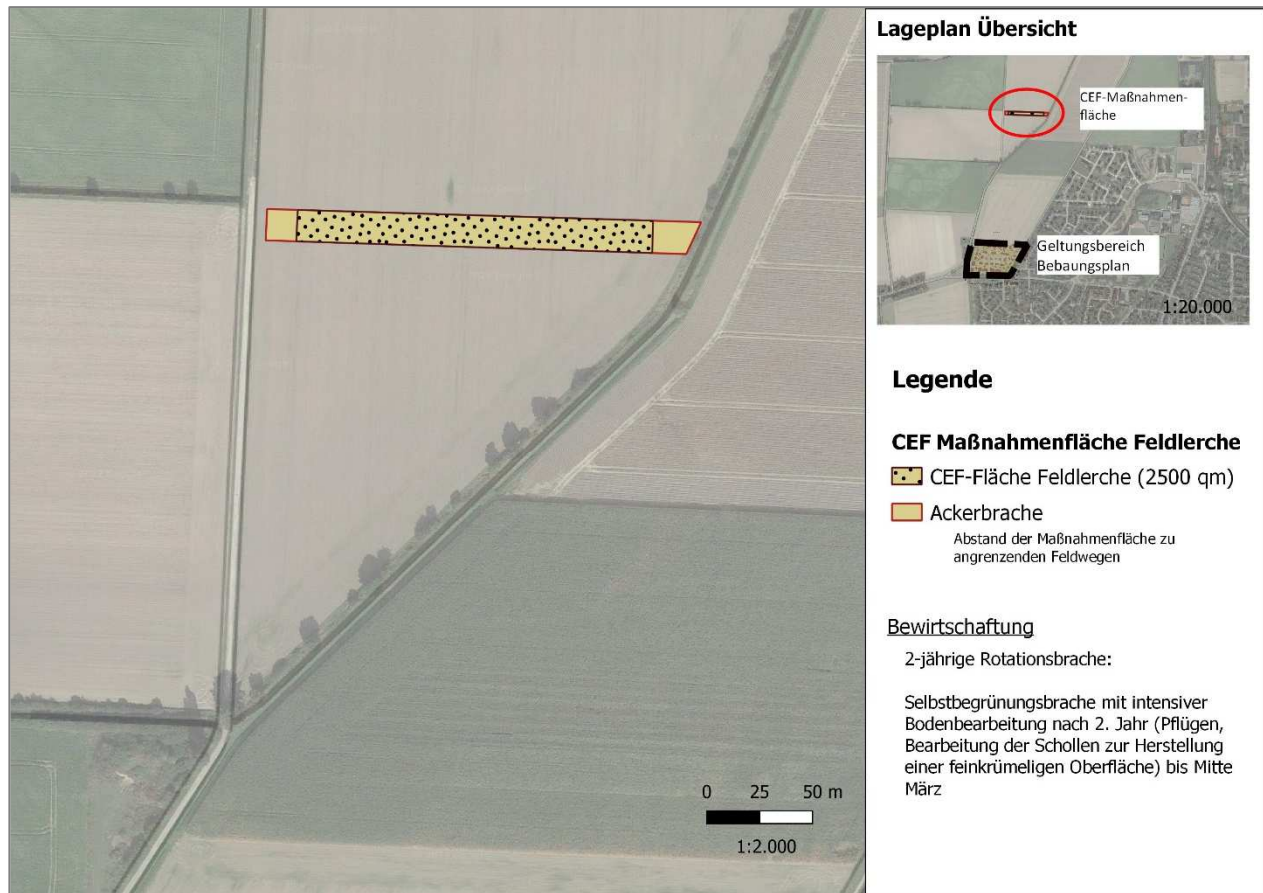 Lageplan Übersicht
CEF-Maßnahmen-
fläche
Geltungsbereich
Bebaungsplan
1:20.000
Legende
CEF Maßnahmenfläche Feldlerche
CEF-Fläche Feldlerche (2500 qm)
Ackerbrache
Abstand der Maßnahmenfläche zu
angrenzenden Feldwegen
Bewirtschaftung
2-jährige Rotationsbrache:
Selbstbegrünungsbrache mit intensiver
Bodenbearbeitung nach 2. Jahr (Pflügen,
Bearbeitung der Schollen zur Herstellung
einer feinkrümeligen Oberfläche) bis Mitte
März
0 25 50 m
1:2.000